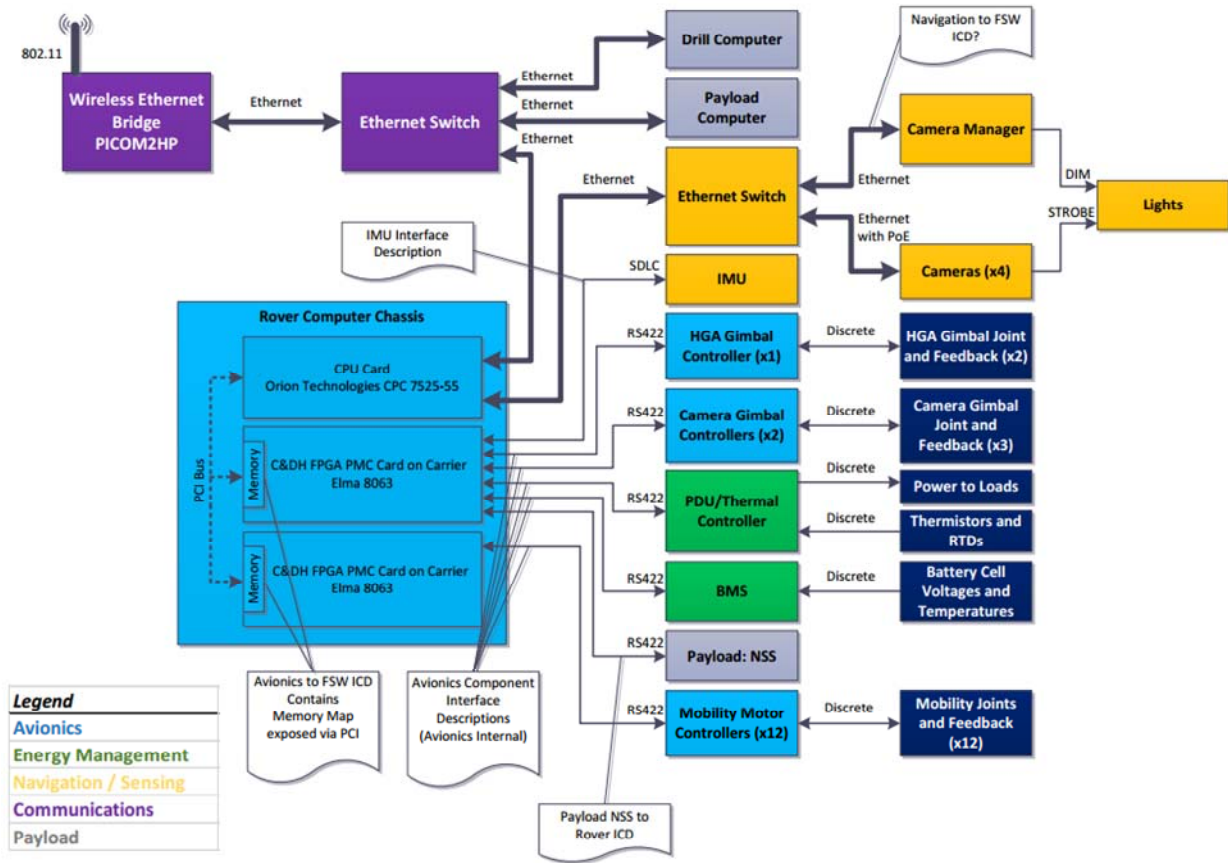 802.11
Wireless Ethernet
Bridge
PICOM2HP
Ethernet
Ethernet Switch
Ethernet
Ethernet
Ethernet
Drill Computer
Payload
Computer
Navigation to FSW
ICD?
Ethernet
Ethernet Switch
Ethernet
Ethernet
with PoE
Camera Manager
Cameras (x4)
DIM
STROBE
Lights
IMU Interface
Description
SDLC
IMU
Rover Computer Chassis
CPU Card
Orion Technologies CPC 7525-55
PCI Bus
Memory
C&DH FPGA PMC Card on Carrier
Elma 8063
Memory
C&DH FPGA PMC Card on Carrier
Elma 8063
RS422
HGA Gimbal
Controller (x1)
Discrete
HGA Gimbal Joint
and Feedback (x2)
RS422
Camera Gimbal
Controllers (x2)
Discrete
Camera Gimbal
Joint and
Feedback (x3)
RS422
PDU/Thermal
Controller
Discrete
Power to Loads
Discrete
Thermistors and
RTDs
RS422
BMS
Discrete
Battery Cell
Voltages and
Temperatures
RS422
Payload: NSS
RS422
Mobility Motor
Controllers (x12)
Discrete
Mobility Joints
and Feedback
(x12)
Avionics to FSW ICD
Contains
Memory Map
exposed via PCI
Avionics Component
Interface
Descriptions
(Avionics Internal)
Payload NSS to
Rover ICD
Legend
Avionics
Energy Management
Navigation / Sensing
Communications
Payload